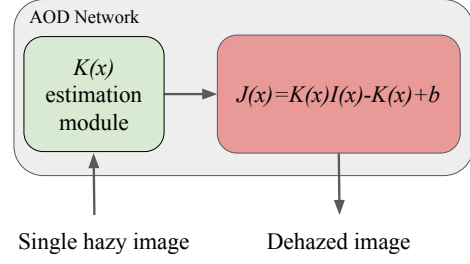 AOD Network
K(x)
estimation
module
J(x)=K(x)I(x)-K(x)+b
Single hazy image
Dehazed image